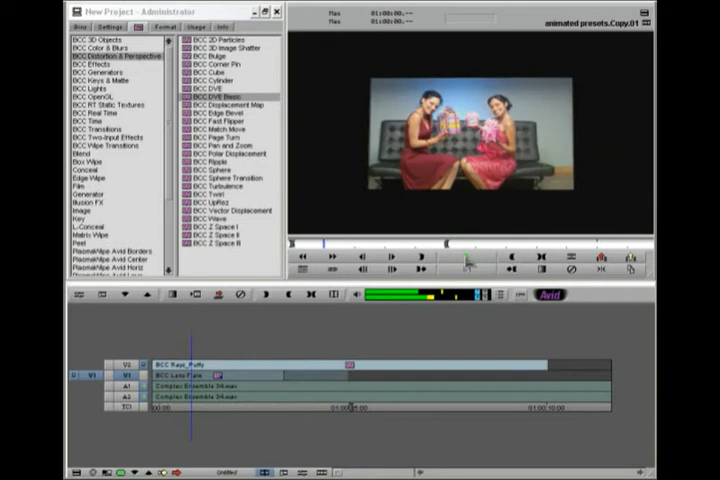 New Project - Administrator
Bins
Settings
Format
Usage
Info
BCC 3D Objects
BCC Color & Blurs
BCC Distortion & Perspective
BCC Effects
BCC Generators
BCC Keys & Matte
BCC Lights
BCC OpenGL
BCC RT Static Textures
BCC Real Time
BCC Time
BCC Transitions
BCC Two-Input Effects
BCC Wipe Transitions
Blend
Box Wipe
Conceal
Edge Wipe
Film
Generator
Illusion FX
Image
Key
L-Conceal
Matrix Wipe
Peel
PlasmaWipe Avid Borders
PlasmaWipe Avid Center
PlasmaWipe Avid Horiz
BCC 2D Particles
BCC 3D Image Shatter
BCC Bulge
BCC Corner Pin
BCC Cube
BCC Cylinder
BCC DVE
BCC DVE Basic
BCC Displacement Map
BCC Edge Bevel
BCC Fast Flipper
BCC Match Move
BCC Page Turn
BCC Pan and Zoom
BCC Polar Displacement
BCC Ripple
BCC Sphere
BCC Sphere Transition
BCC Turbulence
BCC Twirl
BCC UpRez
BCC Vector Displacement
BCC Wave
BCC Z Space I
BCC Z Space II
BCC Z Space III
Mas 01:00:00.--
Mas 01:00:00.--
animated presets.Copy.01
Avid
V2 BCC Rays_Puffy
V1 V1 BCC Lens Flare
A1 Complex Ensemble 34.wav
A2 Complex Ensemble 34.wav
TC1 00:00 01:00:10:00
Untitled